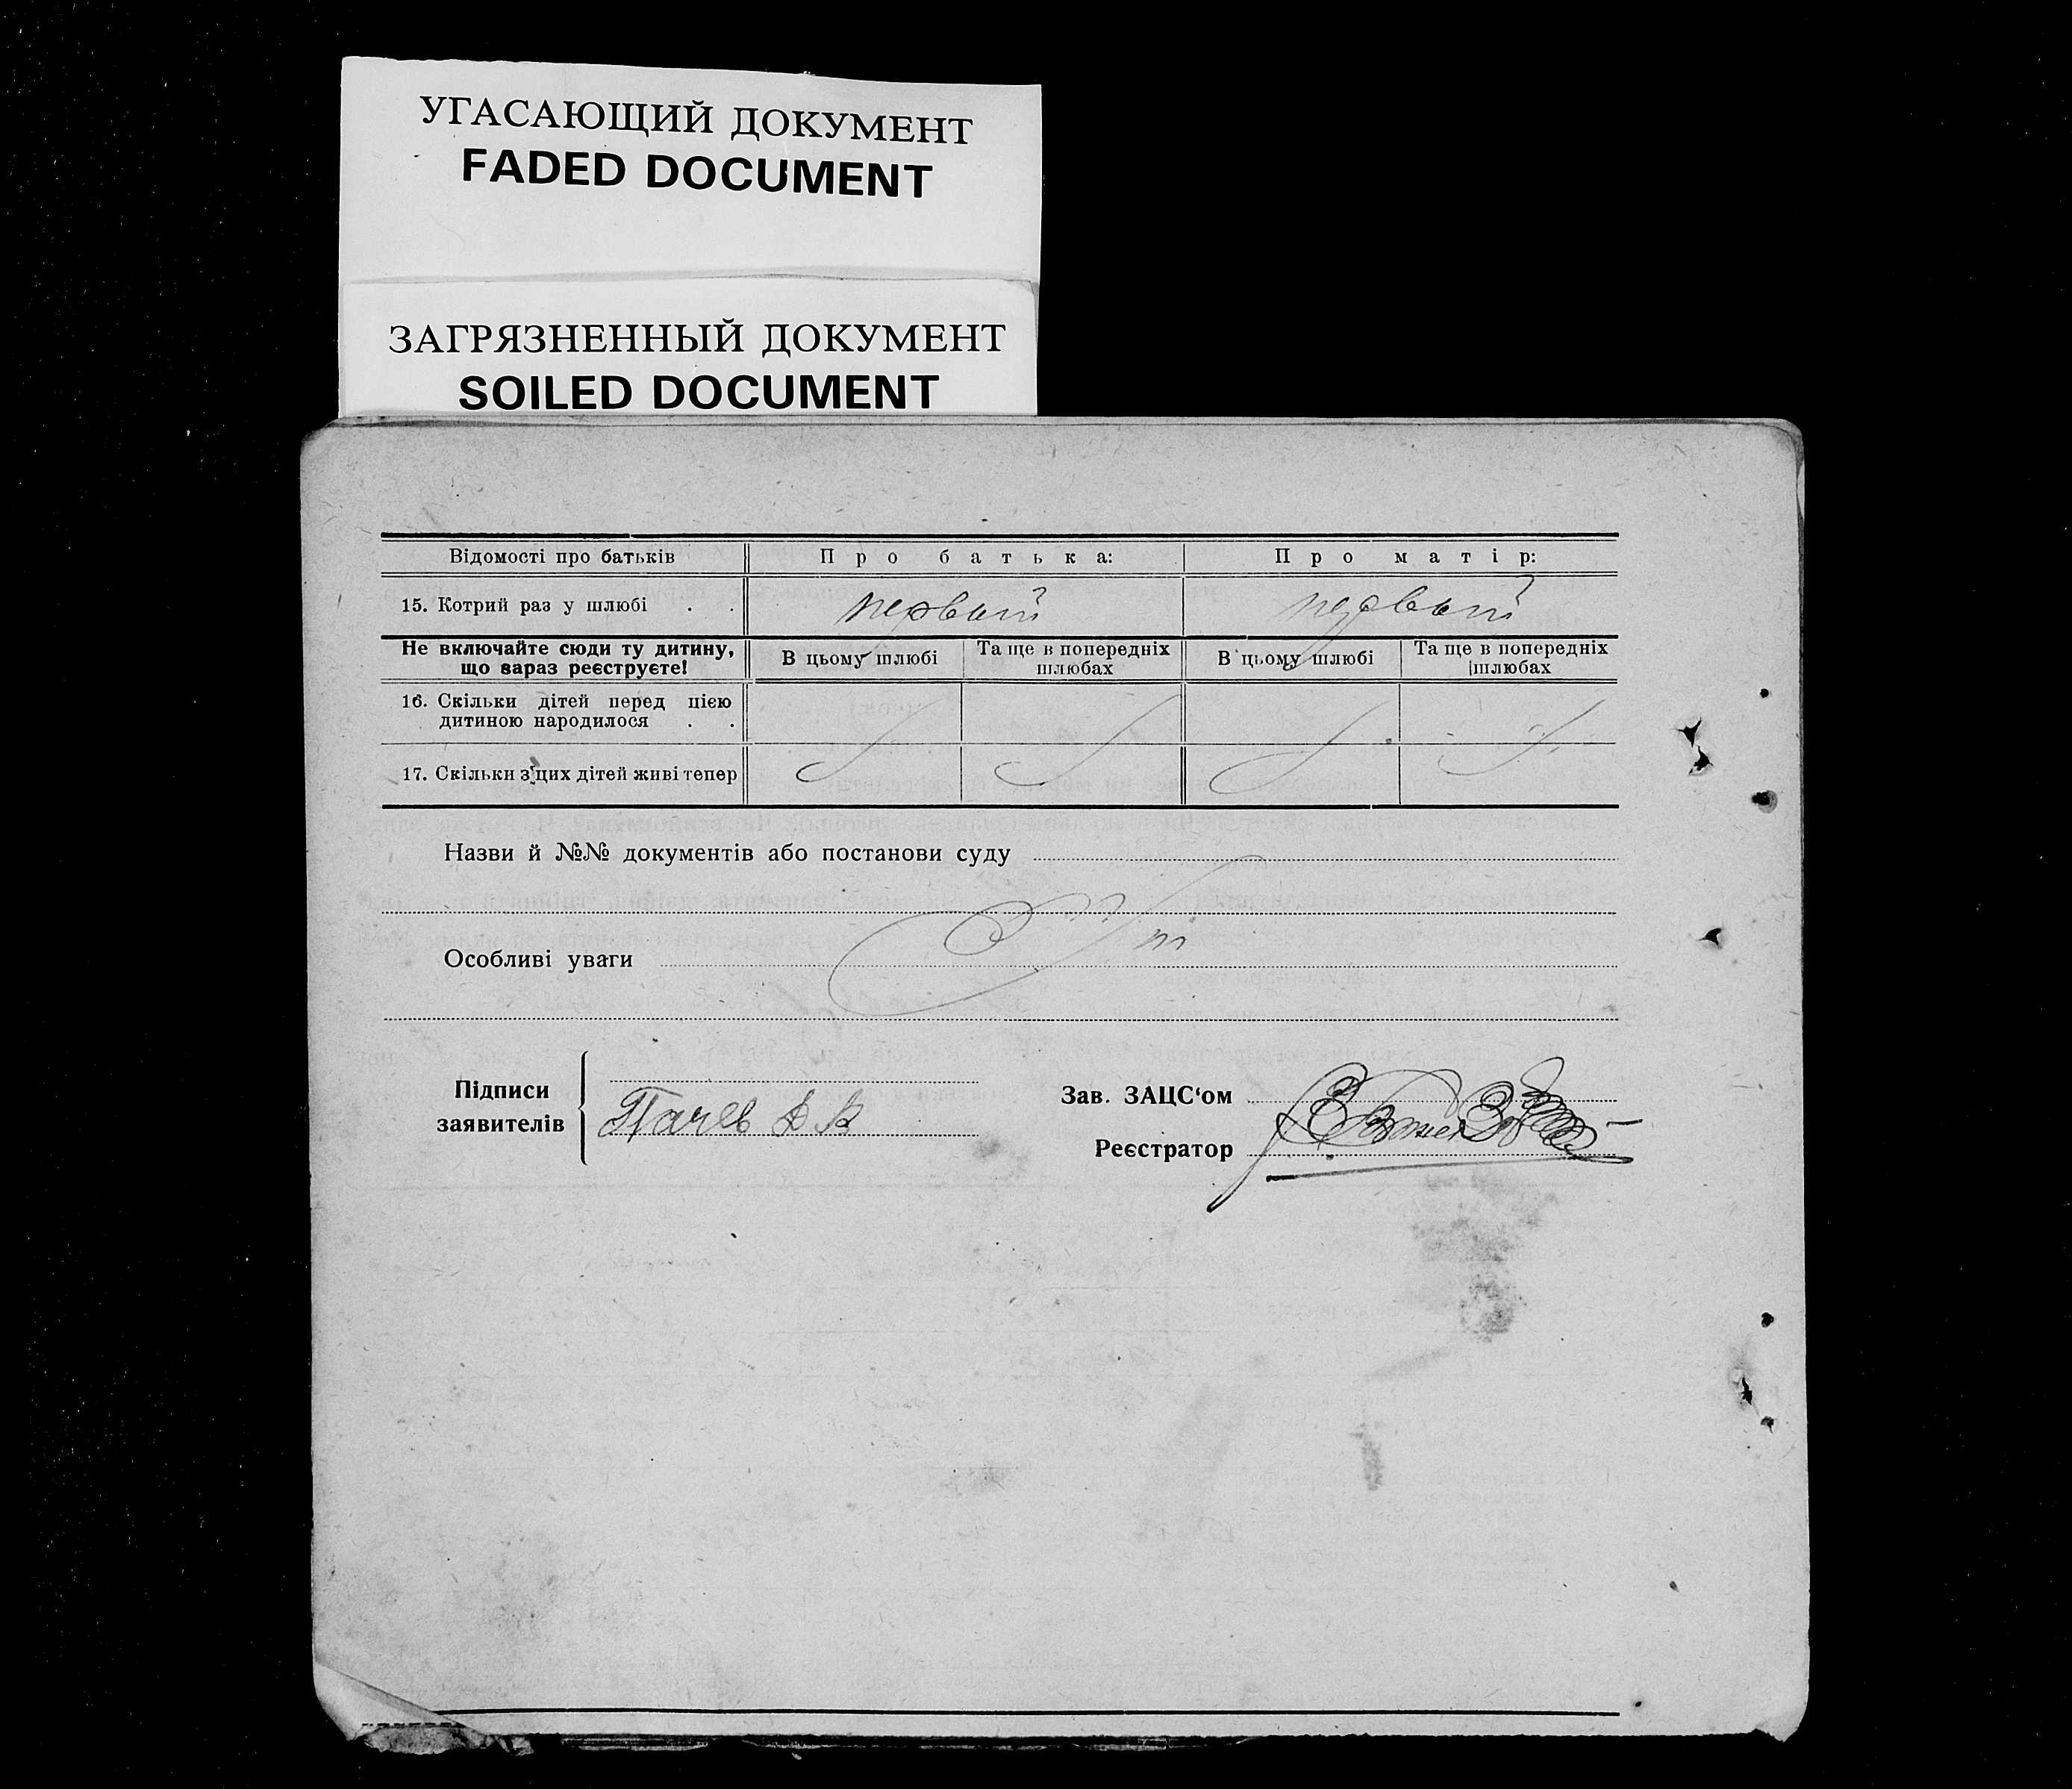 УГАСАЮЩИЙ ДОКУМЕНТ
FADED DOCUMENT
ЗАГРЯЗНЕННЫЙ ДОКУМЕНТ
SOILED DOCUMENT
Відомості про батьків Про батька: Про матір:
15. Котрий раз у шлюбі . . первый первый
Не включайте сюди ту дитину, що вараз реєструєте! В цьому шлюбі Та ще в попередніх шлюбах В цьому шлюбі Та ще в попередніх шлюбах
16. Скільки дітей перед цією
дитиною народилося . .
17. Скільки з'цих дітей живі тепер
Назви й №№ документів або постанови суду
Особливі уваги
Підписи
заявителів
Зав. ЗАЦС'ом
Реєстратор